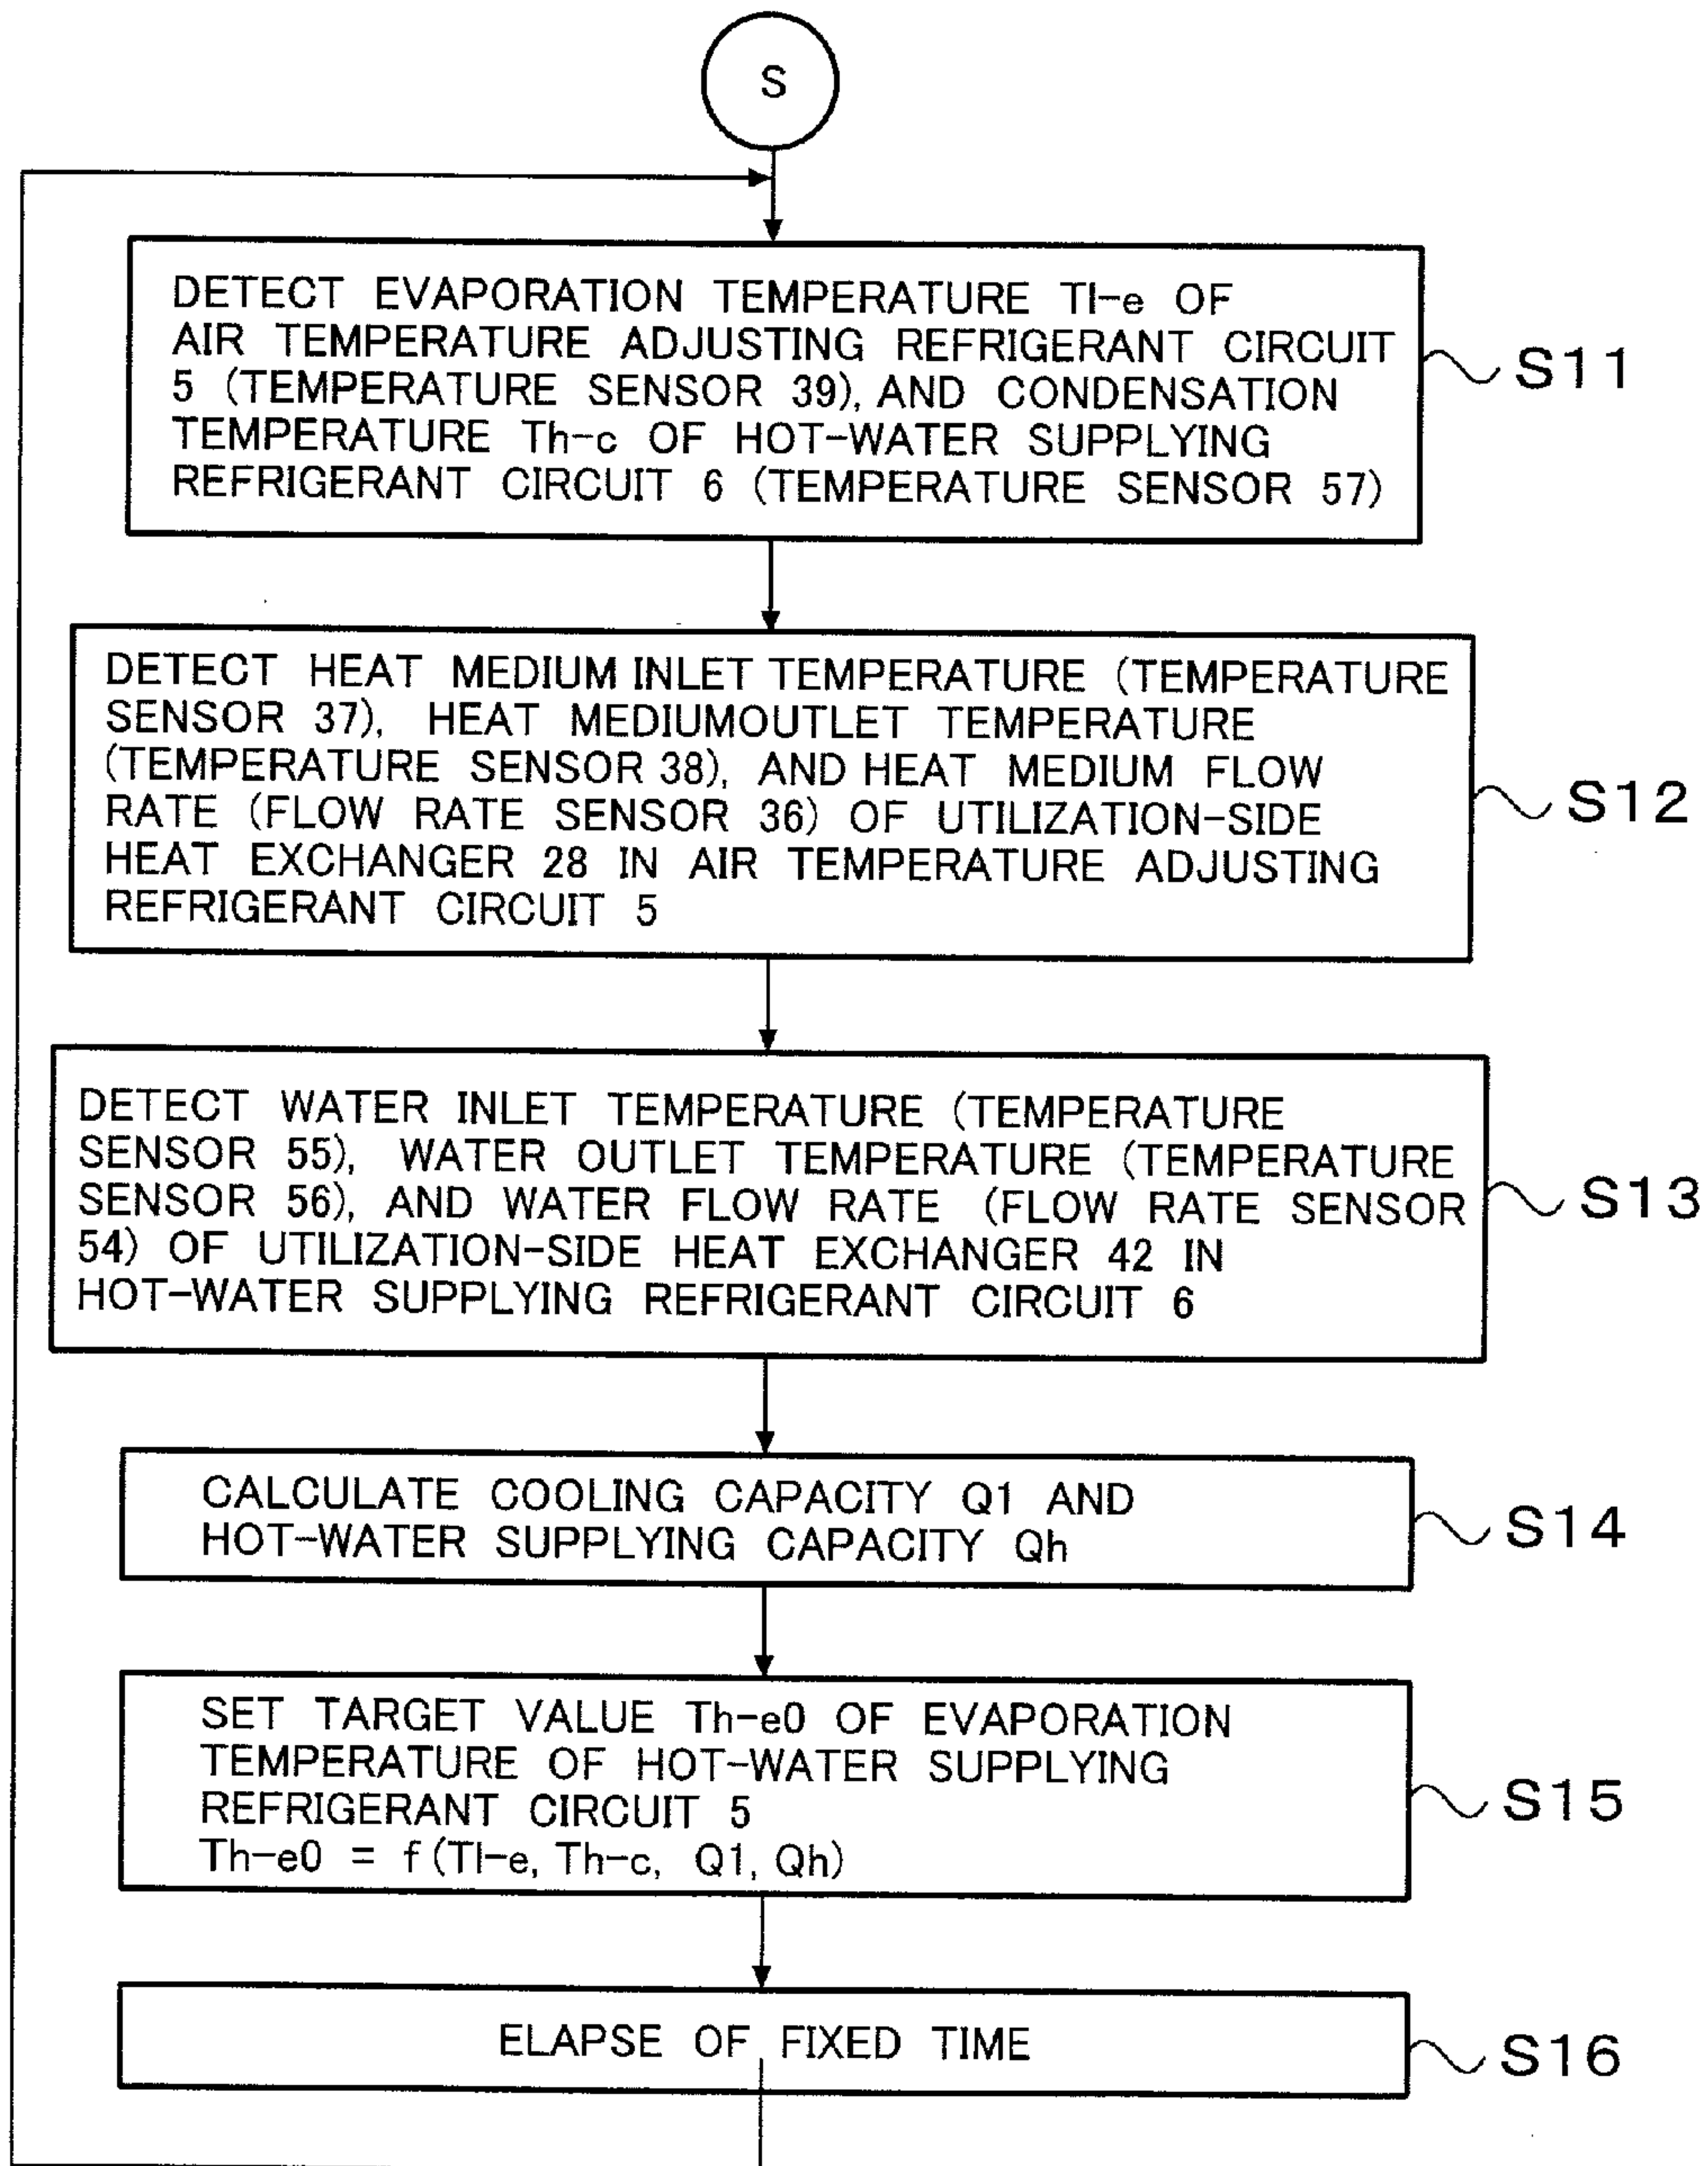 S
DETECT EVAPORATION TEMPERATURE Tl-e OF
AIR TEMPERATURE ADJUSTING REFRIGERANT CIRCUIT
5 (TEMPERATURE SENSOR 39), AND CONDENSATION
TEMPERATURE Th-c OF HOT-WATER SUPPLYING
REFRIGERANT CIRCUIT 6 (TEMPERATURE SENSOR 57)
S11
DETECT HEAT MEDIUM INLET TEMPERATURE (TEMPERATURE
SENSOR 37), HEAT MEDIUMOUTLET TEMPERATURE
(TEMPERATURE SENSOR 38), AND HEAT MEDIUM FLOW
RATE (FLOW RATE SENSOR 36) OF UTILIZATION-SIDE
HEAT EXCHANGER 28 IN AIR TEMPERATURE ADJUSTING
REFRIGERANT CIRCUIT 5
S12
DETECT WATER INLET TEMPERATURE (TEMPERATURE
SENSOR 55), WATER OUTLET TEMPERATURE (TEMPERATURE
SENSOR 56), AND WATER FLOW RATE (FLOW RATE SENSOR
54) OF UTILIZATION-SIDE HEAT EXCHANGER 42 IN
HOT-WATER SUPPLYING REFRIGERANT CIRCUIT 6
S13
CALCULATE COOLING CAPACITY Q1 AND
HOT-WATER SUPPLYING CAPACITY Qh
S14
SET TARGET VALUE Th-e0 OF EVAPORATION
TEMPERATURE OF HOT-WATER SUPPLYING
REFRIGERANT CIRCUIT 5
Th-e0 = f(Tl-e, Th-c, Q1, Qh)
S15
ELAPSE OF FIXED TIME
S16